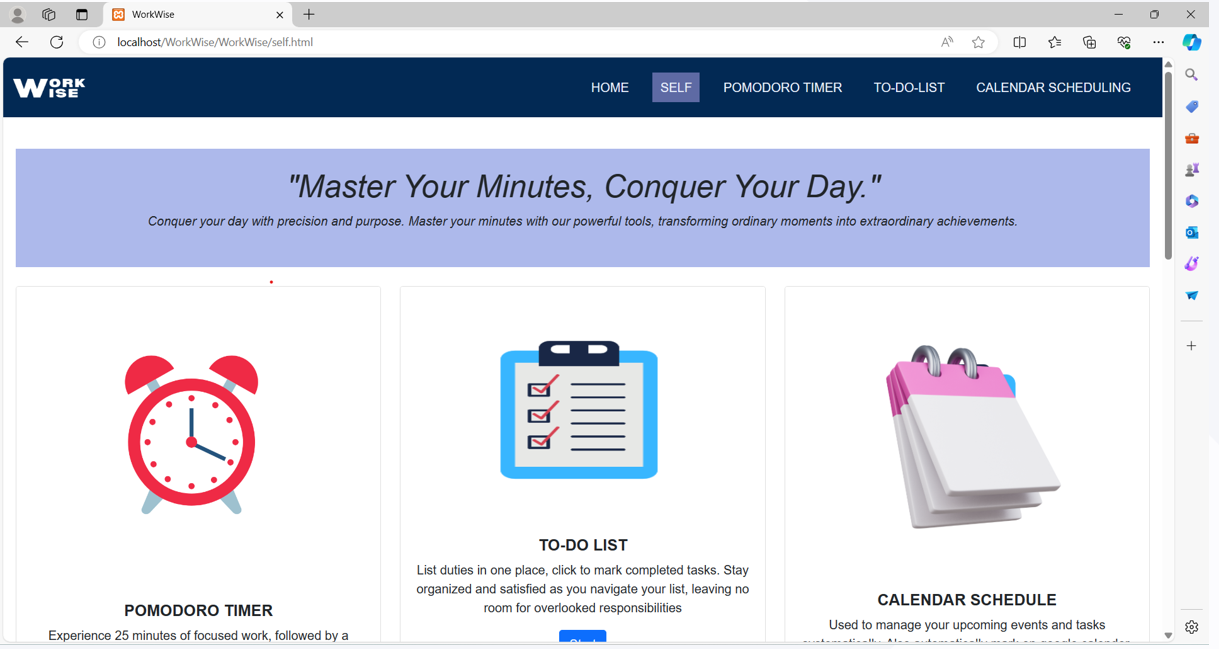 WorkWise
localhost/WorkWise/WorkWise/self.html
WORK
WISE
HOME
SELF
POMODORO TIMER
TO-DO-LIST
CALENDAR SCHEDULING
"Master Your Minutes, Conquer Your Day."
Conquer your day with precision and purpose. Master your minutes with our powerful tools, transforming ordinary moments into extraordinary achievements.
POMODORO TIMER
Experience 25 minutes of focused work, followed by a
TO-DO LIST
List duties in one place, click to mark completed tasks. Stay
organized and satisfied as you navigate your list, leaving no
room for overlooked responsibilities
CALENDAR SCHEDULE
Used to manage your upcoming events and tasks